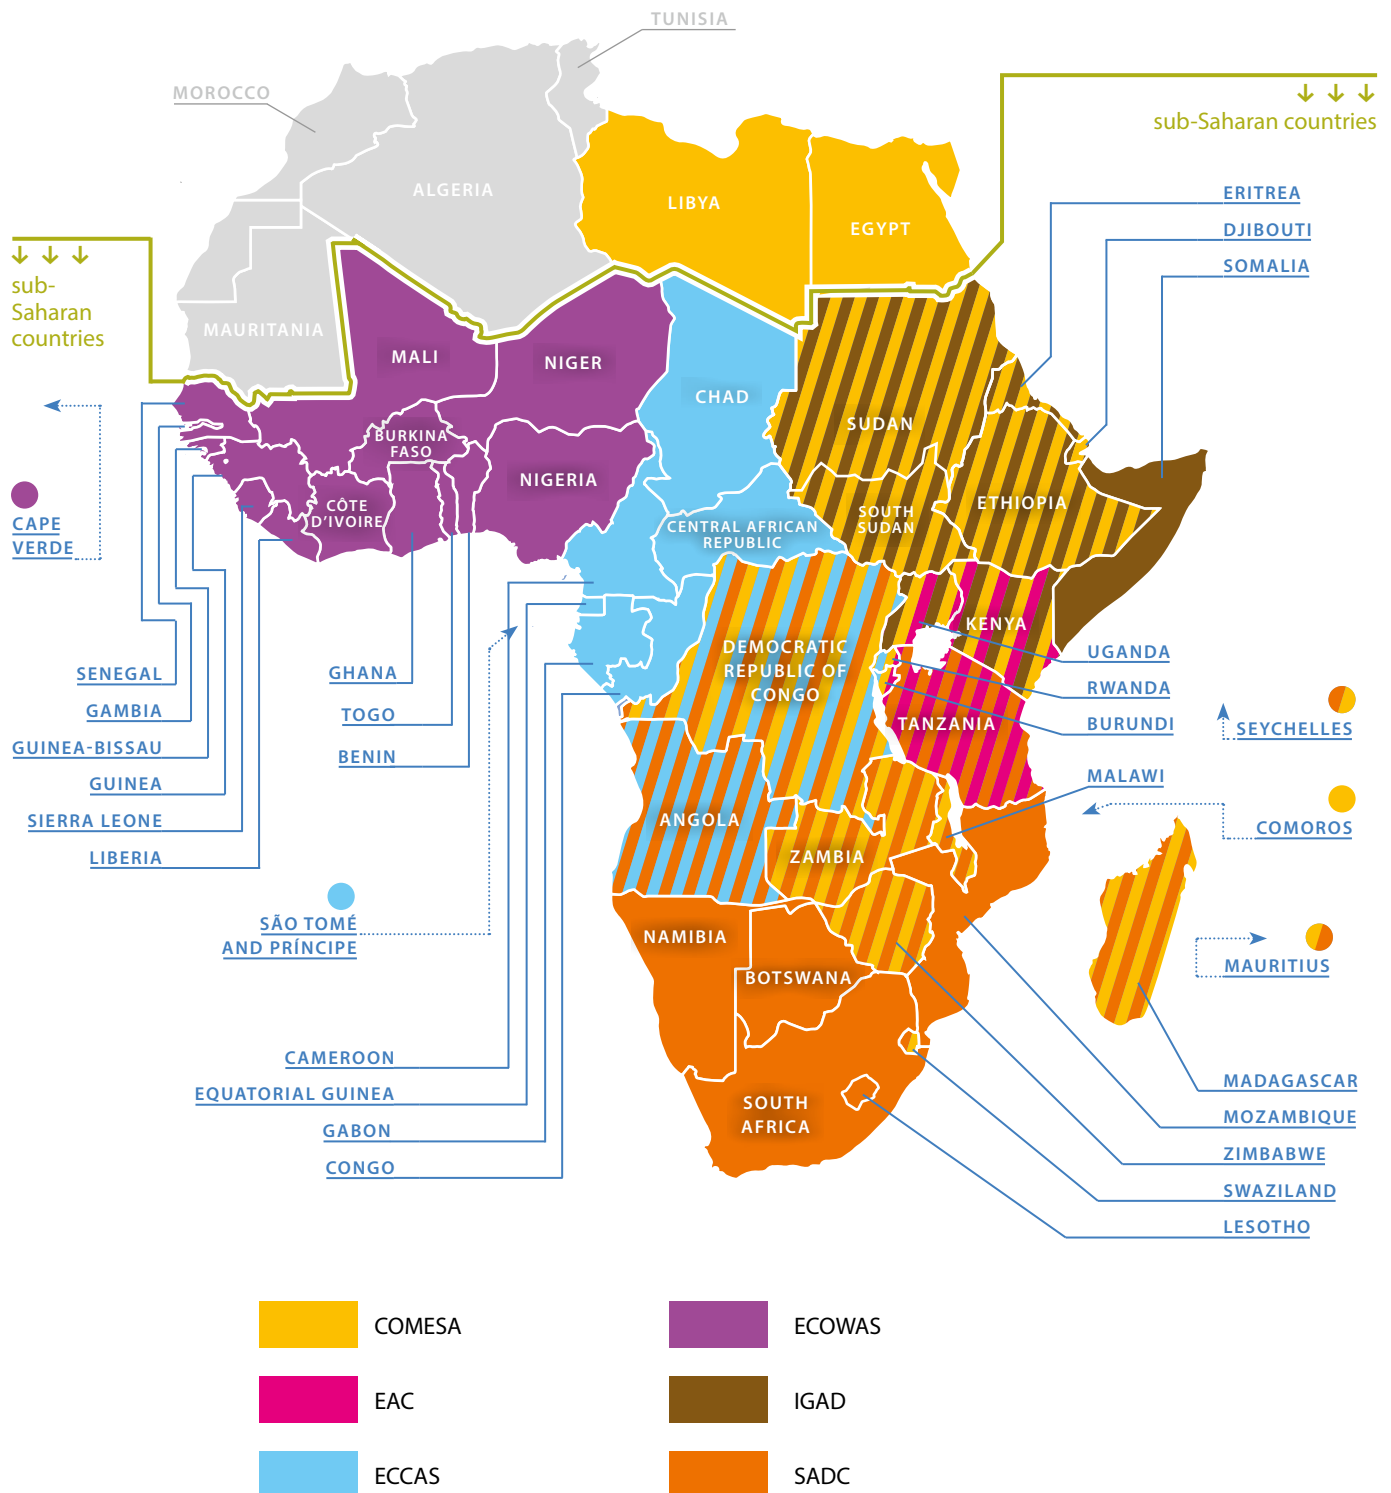 TUNISIA
MOROCCO
sub-Saharan countries
ALGERIA
LIBYA
EGYPT
ERITREA
DJIBOUTI
SOMALIA
sub-
Saharan
countries
MAURITANIA
MALI
NIGER
CHAD
SUDAN
BURKINA
FASO
NIGERIA
CÔTE
D'IVOIRE
SOUTH
SUDAN
ETHIOPIA
CENTRAL AFRICAN
REPUBLIC
CAPE
VERDE
KENYA
DEMOCRATIC
REPUBLIC OF
CONGO
UGANDA
RWANDA
BURUNDI
TANZANIA
SEYCHELLES
MALAWI
COMOROS
SENEGAL
GAMBIA
GUINEA-BISSAU
GUINEA
SIERRA LEONE
LIBERIA
GHANA
TOGO
BENIN
ANGOLA
ZAMBIA
SÃO TOMÉ
AND PRÍNCIPE
NAMIBIA
BOTSWANA
MAURITIUS
CAMEROON
EQUATORIAL GUINEA
GABON
CONGO
SOUTH
AFRICA
MADAGASCAR
MOZAMBIQUE
ZIMBABWE
SWAZILAND
LESOTHO
COMESA
ECOWAS
EAC
IGAD
ECCAS
SADC